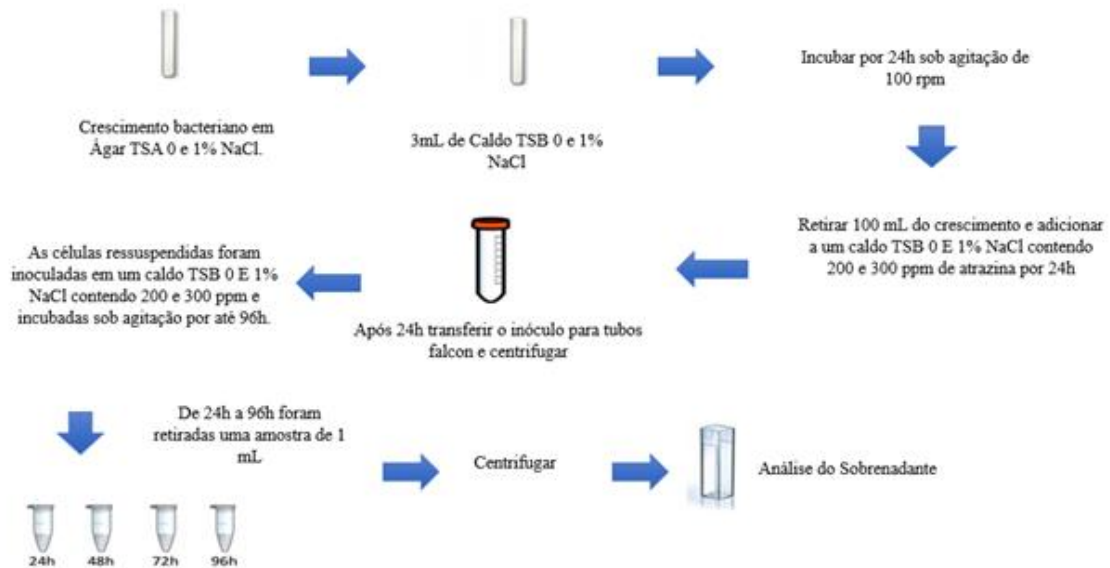 Crescimento bacteriano em
Ágar TSA 0 e 1% NaCl.
3mL de Caldo TSB 0 e 1%
NaCl
Incubar por 24h sob agitação de
100 rpm
Retirar 100 mL do crescimento e adicionar
a um caldo TSB 0 E 1% NaCl contendo
200 e 300 ppm de atrazina por 24h
Após 24h transferir o inóculo para tubos
falcon e centrifugar
As células ressuspendidas foram
inoculadas em um caldo TSB 0 E 1%
NaCl contendo 200 e 300 ppm e
incubadas sob agitação por até 96h.
De 24h a 96h foram
retiradas uma amostra de 1
mL
24h 48h 72h 96h
Centrifugar
Análise do Sobrenadante